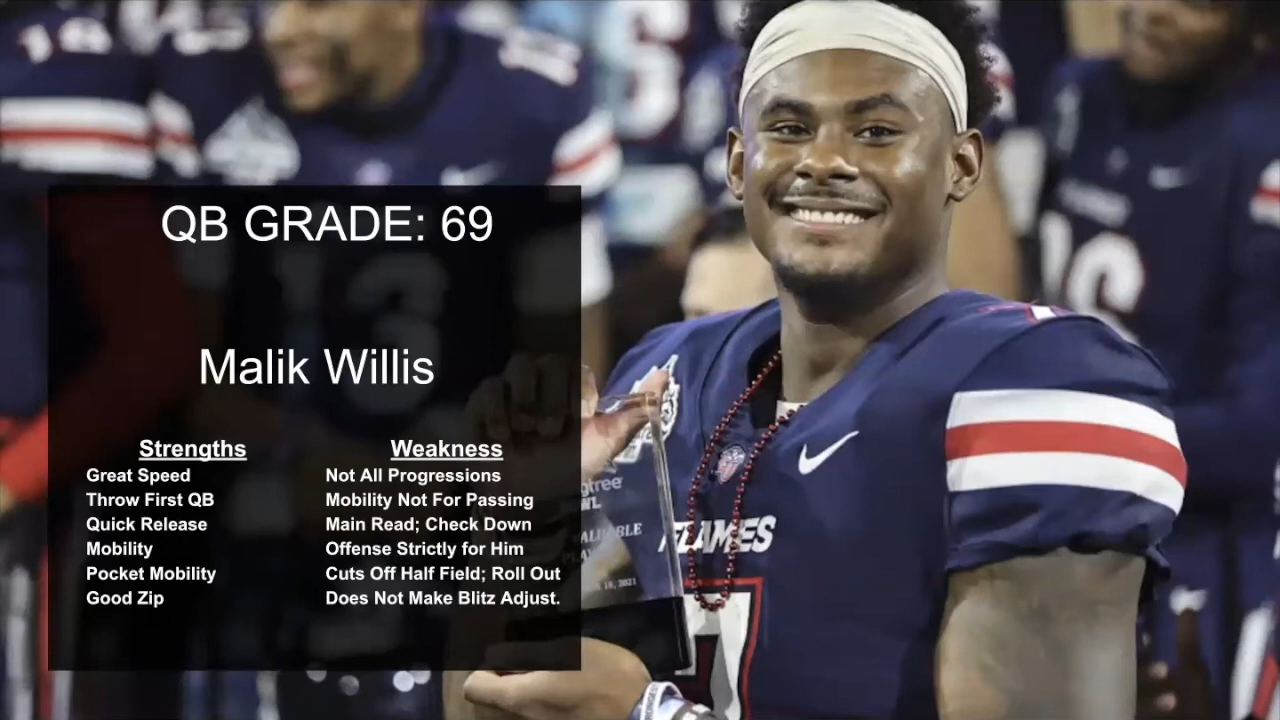 QB GRADE: 69
Malik Willis
Strengths
Great Speed
Throw First QB
Quick Release
Mobility
Pocket Mobility
Good Zip
Weakness
Not All Progressions
Mobility Not For Passing
Main Read; Check Down
Offense Strictly for Him
Cuts Off Half Field; Roll Out
Does Not Make Blitz Adjust.
FLAMES
7